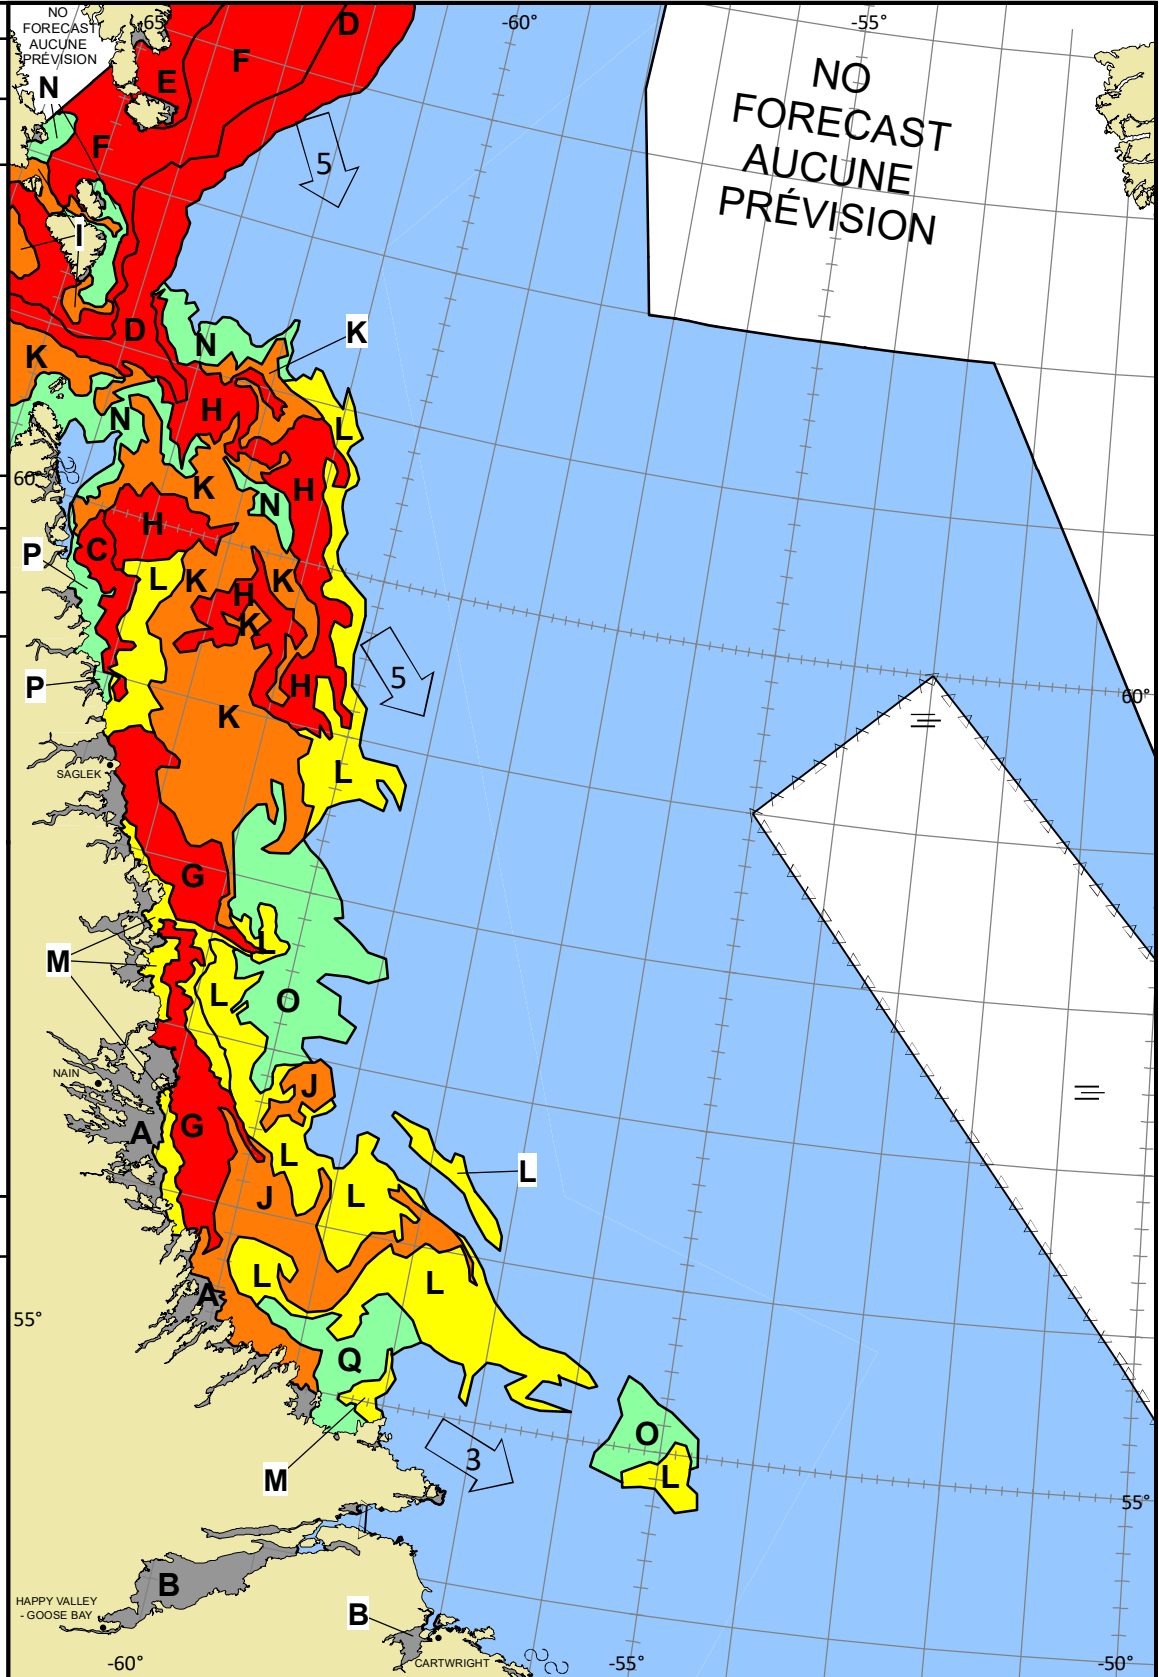 NO
FORECAST
AUCUNE
PRÉVISION
-65°
-60°
-55°
D
F
E
N
F
NO
FORECAST
AUCUNE
PRÉVISION
5
I
D
N
K
K
H
N
L
60°
K
N
H
H
C
P
L
K
K
H
K
P
H
5
K
60°
SAGLEK
L
G
L
M
L
O
NAIN
J
A
G
L
L
J
L
L
L
A
55°
Q
O
3
L
M
55°
B
HAPPY VALLEY
- GOOSE BAY
B
CARTWRIGHT
-60°
-55°
-50°